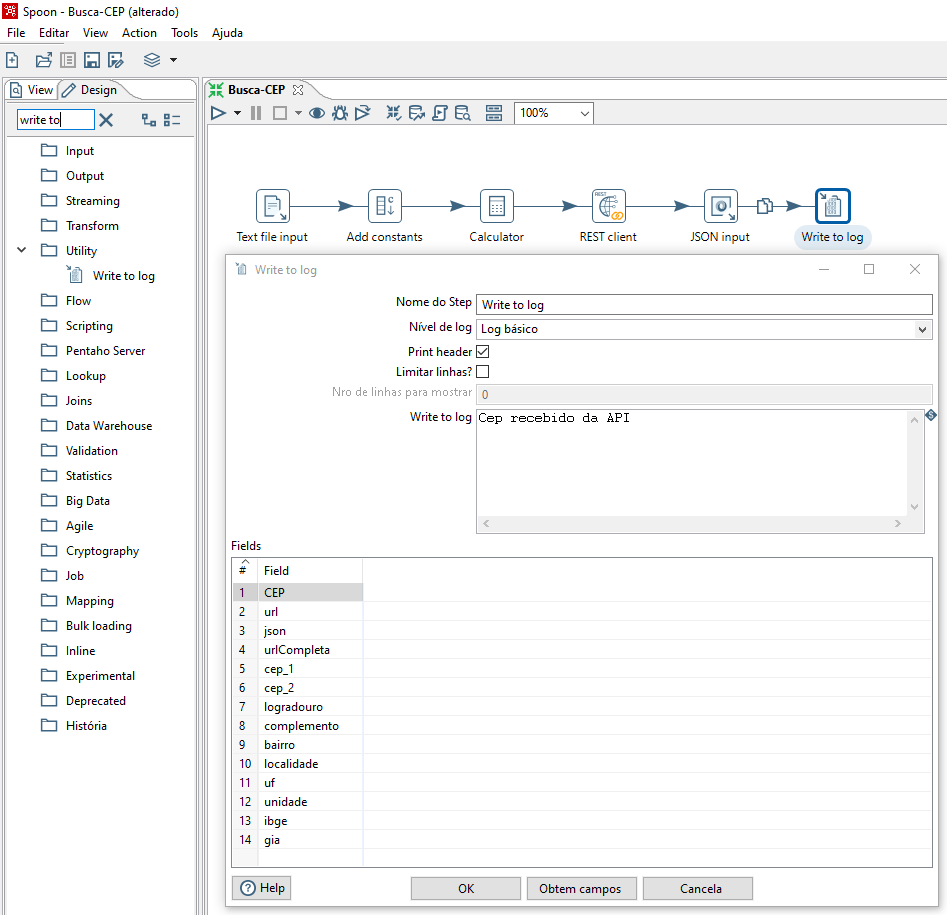 Spoon - Busca-CEP (alterado)
File Editar View Action Tools Ajuda
View Design
write to
Input
Output
Streaming
Transform
Utility
Write to log
Flow
Scripting
Pentaho Server
Lookup
Joins
Data Warehouse
Validation
Statistics
Big Data
Agile
Cryptography
Job
Mapping
Bulk loading
Inline
Experimental
Deprecated
História
Busca-CEP
100%
REST
Text file input Add constants Calculator REST client JSON input Write to log
Write to log
Nome do Step Write to log
Nível de log Log básico
Print header
Limitar linhas?
Nro de linhas para mostrar 0
Write to log Cep recebido da API
Fields
# Field
1 CEP
2 url
3 json
4 urlCompleta
5 cep_1
6 cep_2
7 logradouro
8 complemento
9 bairro
10 localidade
11 uf
12 unidade
13 ibge
14 gia
Help OK Obtem campos Cancela